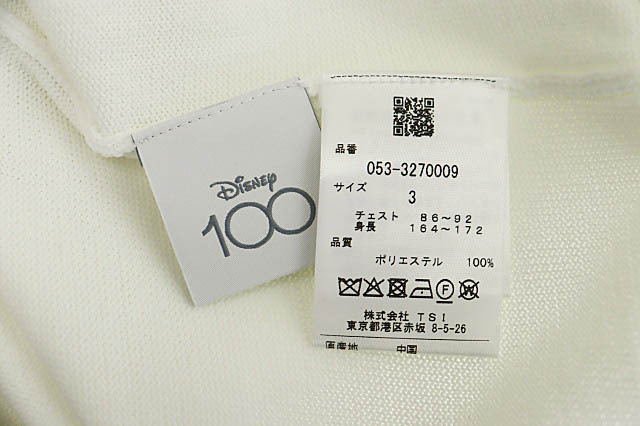 Disney
100
品番
053-3270009
サイズ
3
チェスト 86～92
身長 164～172
品質
ポリエステル 100%
株式会社 TSI
東京都港区赤坂 8-5-26
原産地 中国